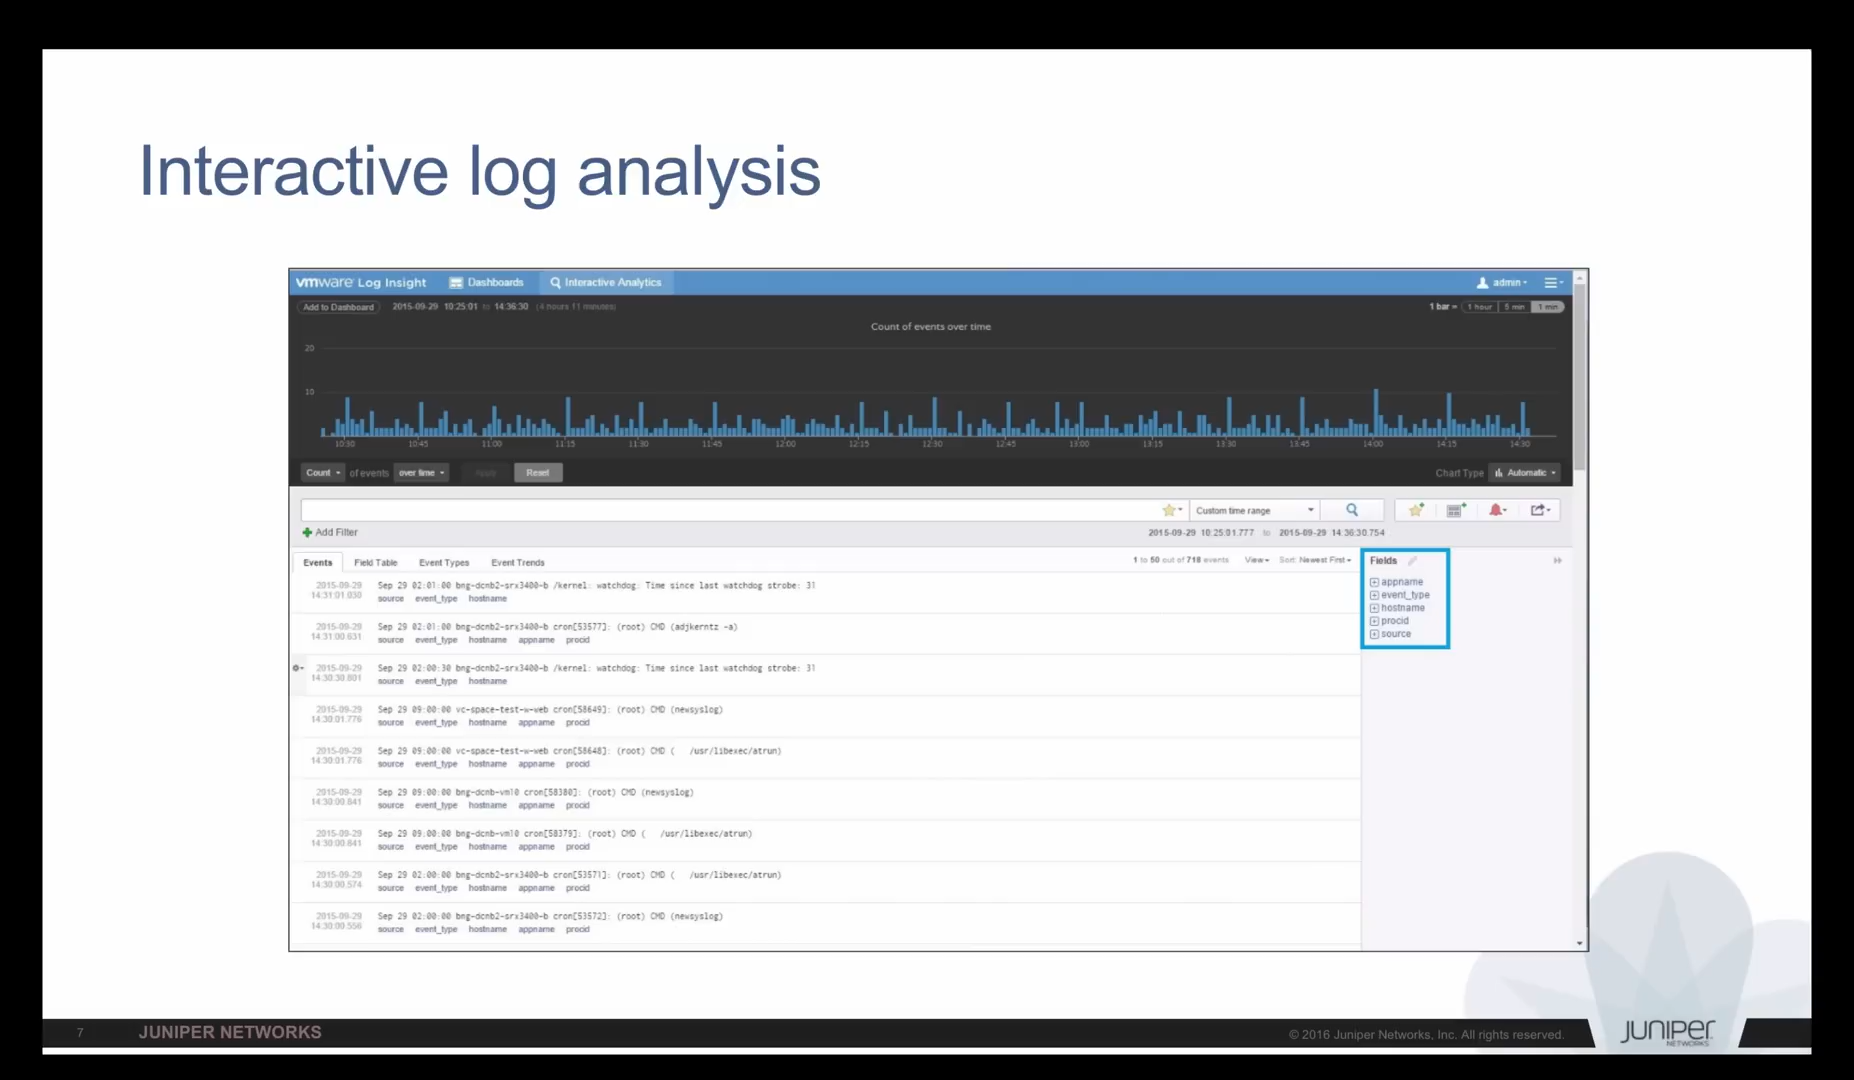 Interactive log analysis
vmware Log Insight Dashboards Interactive Analytics admin
Add to Dashboard 2015-09-29 10:25:01 to 14:36:30 (4 hours 11 minutes) 1 bar = 1 hour 5 min 1 min
Count of events over time
20
10
10:30 10:45 11:00 11:15 11:30 11:45 12:00 12:15 12:30 12:45 13:00 13:15 13:30 13:45 14:00 14:15 14:30
Count of events over time Apply Reset Chart Type Automatic
Custom time range
Add Filter 2015-09-29 10:25:01.777 to 2015-09-29 14:36:30.754
Events Field Table Event Types Event Trends 1 to 50 out of 718 events View Sort: Newest First Fields
2015-09-29 Sep 29 02:01:00 bng-dcnb2-srx3400-b /kernel: watchdog: Time since last watchdog strobe: 31
14:31:01.030 source event_type hostname
2015-09-29 Sep 29 02:01:00 bng-dcnb2-srx3400-b cron[53577]: (root) CMD (adjkerntz -a)
14:31:00.631 source event_type hostname appname procid
2015-09-29 Sep 29 02:00:30 bng-dcnb2-srx3400-b /kernel: watchdog: Time since last watchdog strobe: 31
14:30:30.801 source event_type hostname
2015-09-29 Sep 29 09:00:00 vc-space-test-w-web cron[58649]: (root) CMD (newsyslog)
14:30:01.776 source event_type hostname appname procid
2015-09-29 Sep 29 09:00:00 vc-space-test-w-web cron[58648]: (root) CMD ( /usr/libexec/atrun)
14:30:01.776 source event_type hostname appname procid
2015-09-29 Sep 29 09:00:00 bng-dcnb-vm10 cron[58380]: (root) CMD (newsyslog)
14:30:00.841 source event_type hostname appname procid
2015-09-29 Sep 29 09:00:00 bng-dcnb-vm10 cron[58379]: (root) CMD ( /usr/libexec/atrun)
14:30:00.841 source event_type hostname appname procid
2015-09-29 Sep 29 02:00:00 bng-dcnb2-srx3400-b cron[53571]: (root) CMD ( /usr/libexec/atrun)
14:30:00.574 source event_type hostname appname procid
2015-09-29 Sep 29 02:00:00 bng-dcnb2-srx3400-b cron[53572]: (root) CMD (newsyslog)
14:30:00.556 source event_type hostname appname procid
appname
event_type
hostname
procid
source
7 JUNIPER NETWORKS © 2016 Juniper Networks, Inc. All rights reserved.
JUNIPER
NETWORKS